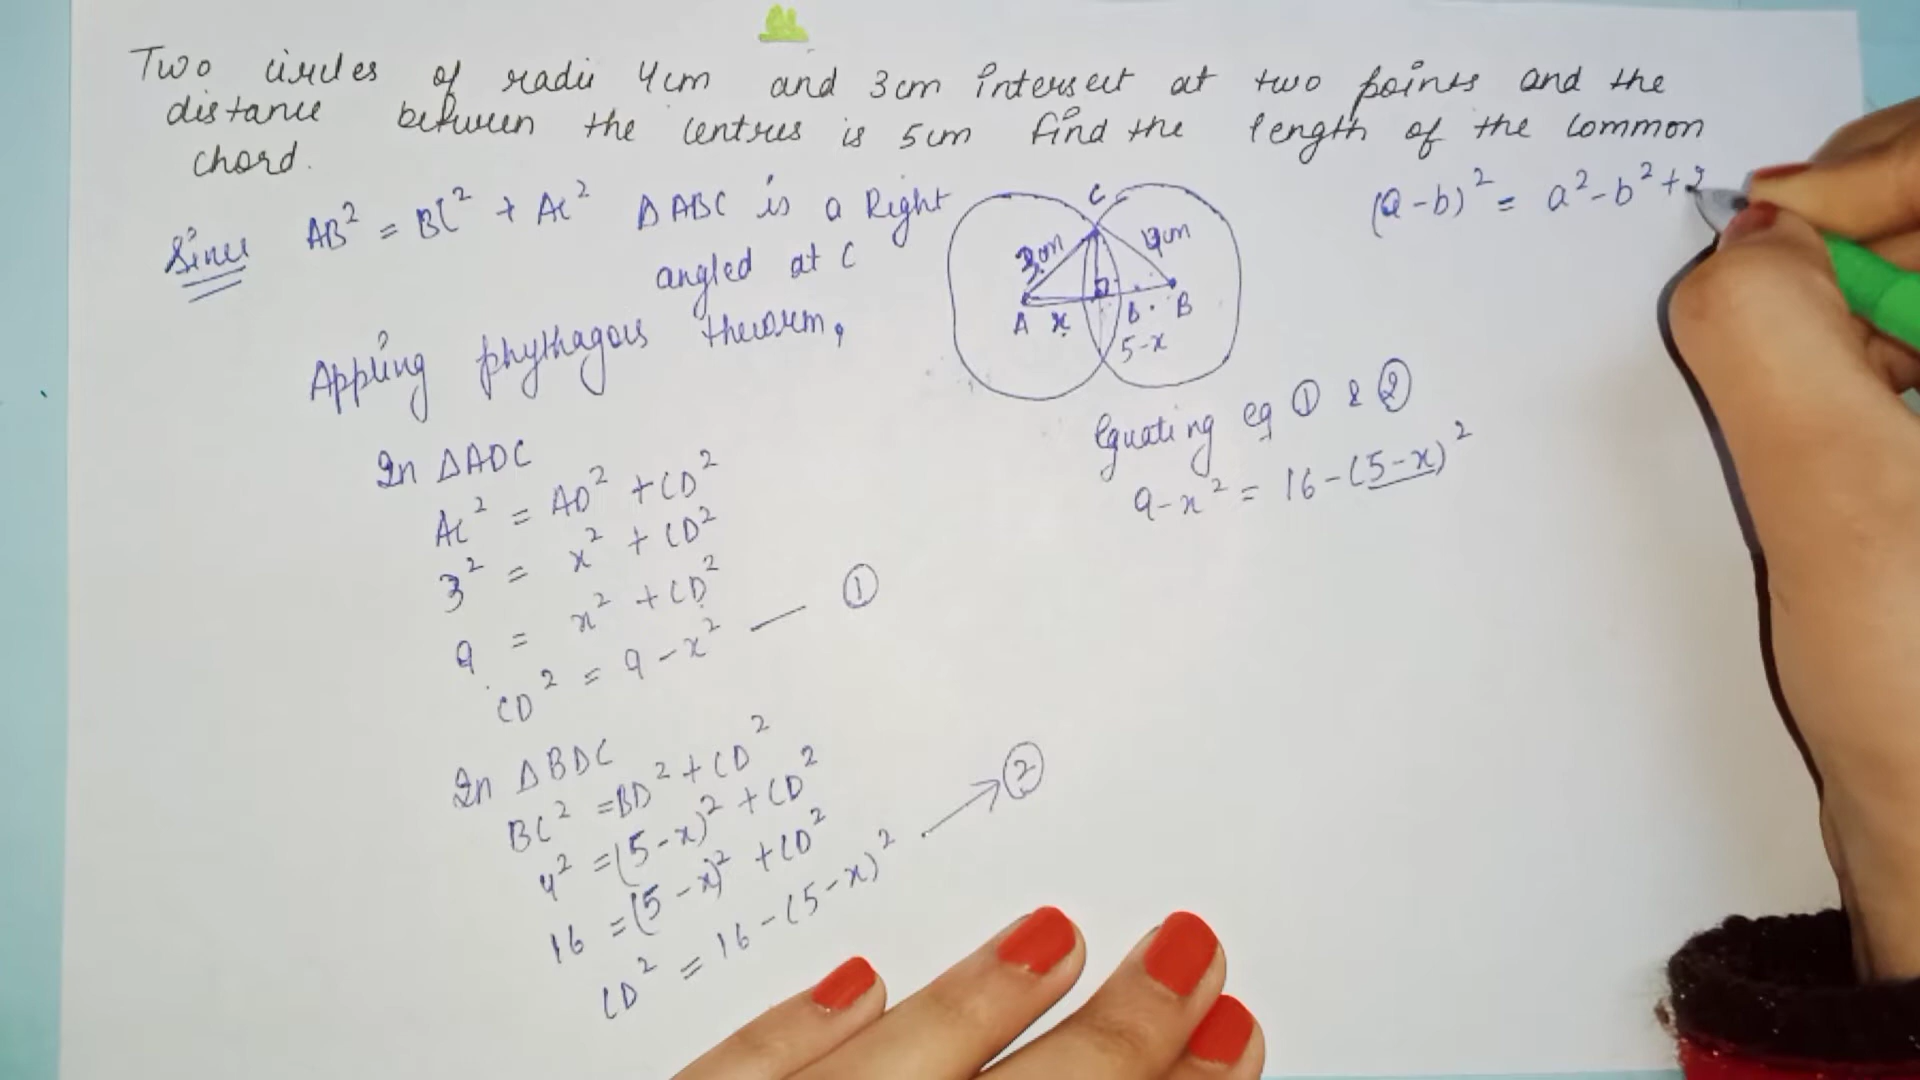 Two circles of radii 4cm and 3cm intersect at two points and the
distance between the centres is 5cm find the length of the common
chord.
Since AB² = BC² + AC² Δ ABC is a Right
angled at C
Appling phythagous theorem,
In ΔADC
AC² = AD² + CD²
3² = x² + CD²
9 = x² + CD²
CD² = 9 - x² — ①
In ΔBDC
BC² = BD² + CD²
4² = (5-x)² + CD²
16 = (5-x)² + CD²
CD² = 16 - (5-x)² → ②
C
3cm
4cm
A x D B
5-x
(a-b)² = a² - b² + 2
Equating eq ① & ②
9 - x² = 16 - (5-x)²